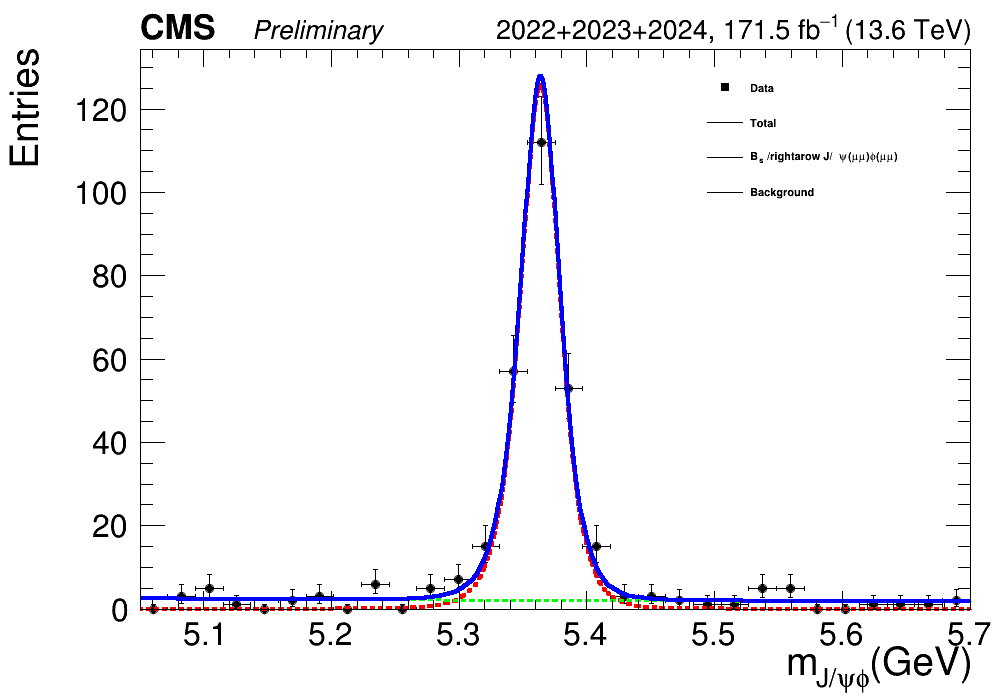 CMS Preliminary 2022+2023+2024, 171.5 fb⁻¹ (13.6 TeV)
Entries
120
100
80
60
40
20
0
Data
Total
B_s /rightarow J/ ψ(μμ)φ(μμ)
Background
5.1 5.2 5.3 5.4 5.5 5.6 5.7
m_J/ψϕ(GeV)